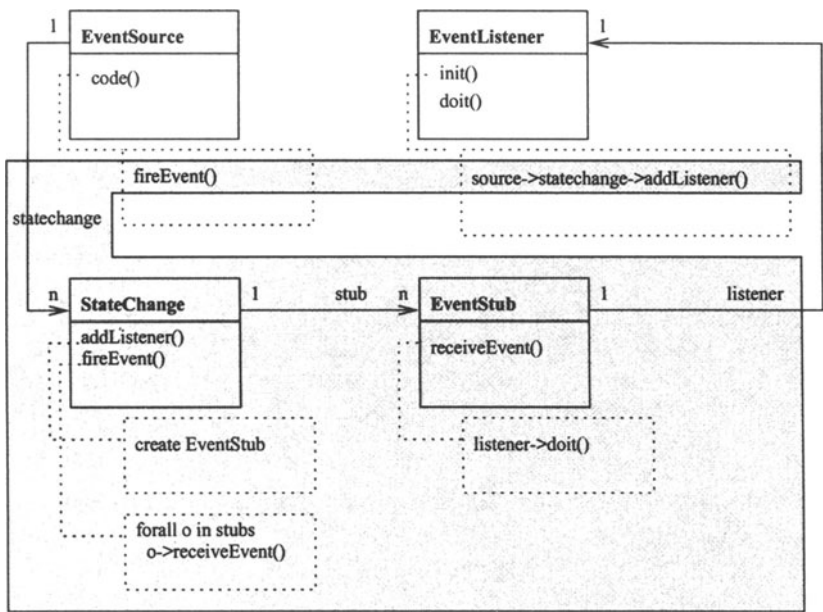 1
EventSource
code()
EventListener
1
init()
doit()
fireEvent()
source->statechange->addListener()
statechange
n
StateChange
1
stub
n
EventStub
1
listener
addListener()
fireEvent()
receiveEvent()
create EventStub
listener->doit()
forall o in stubs
o->receiveEvent()